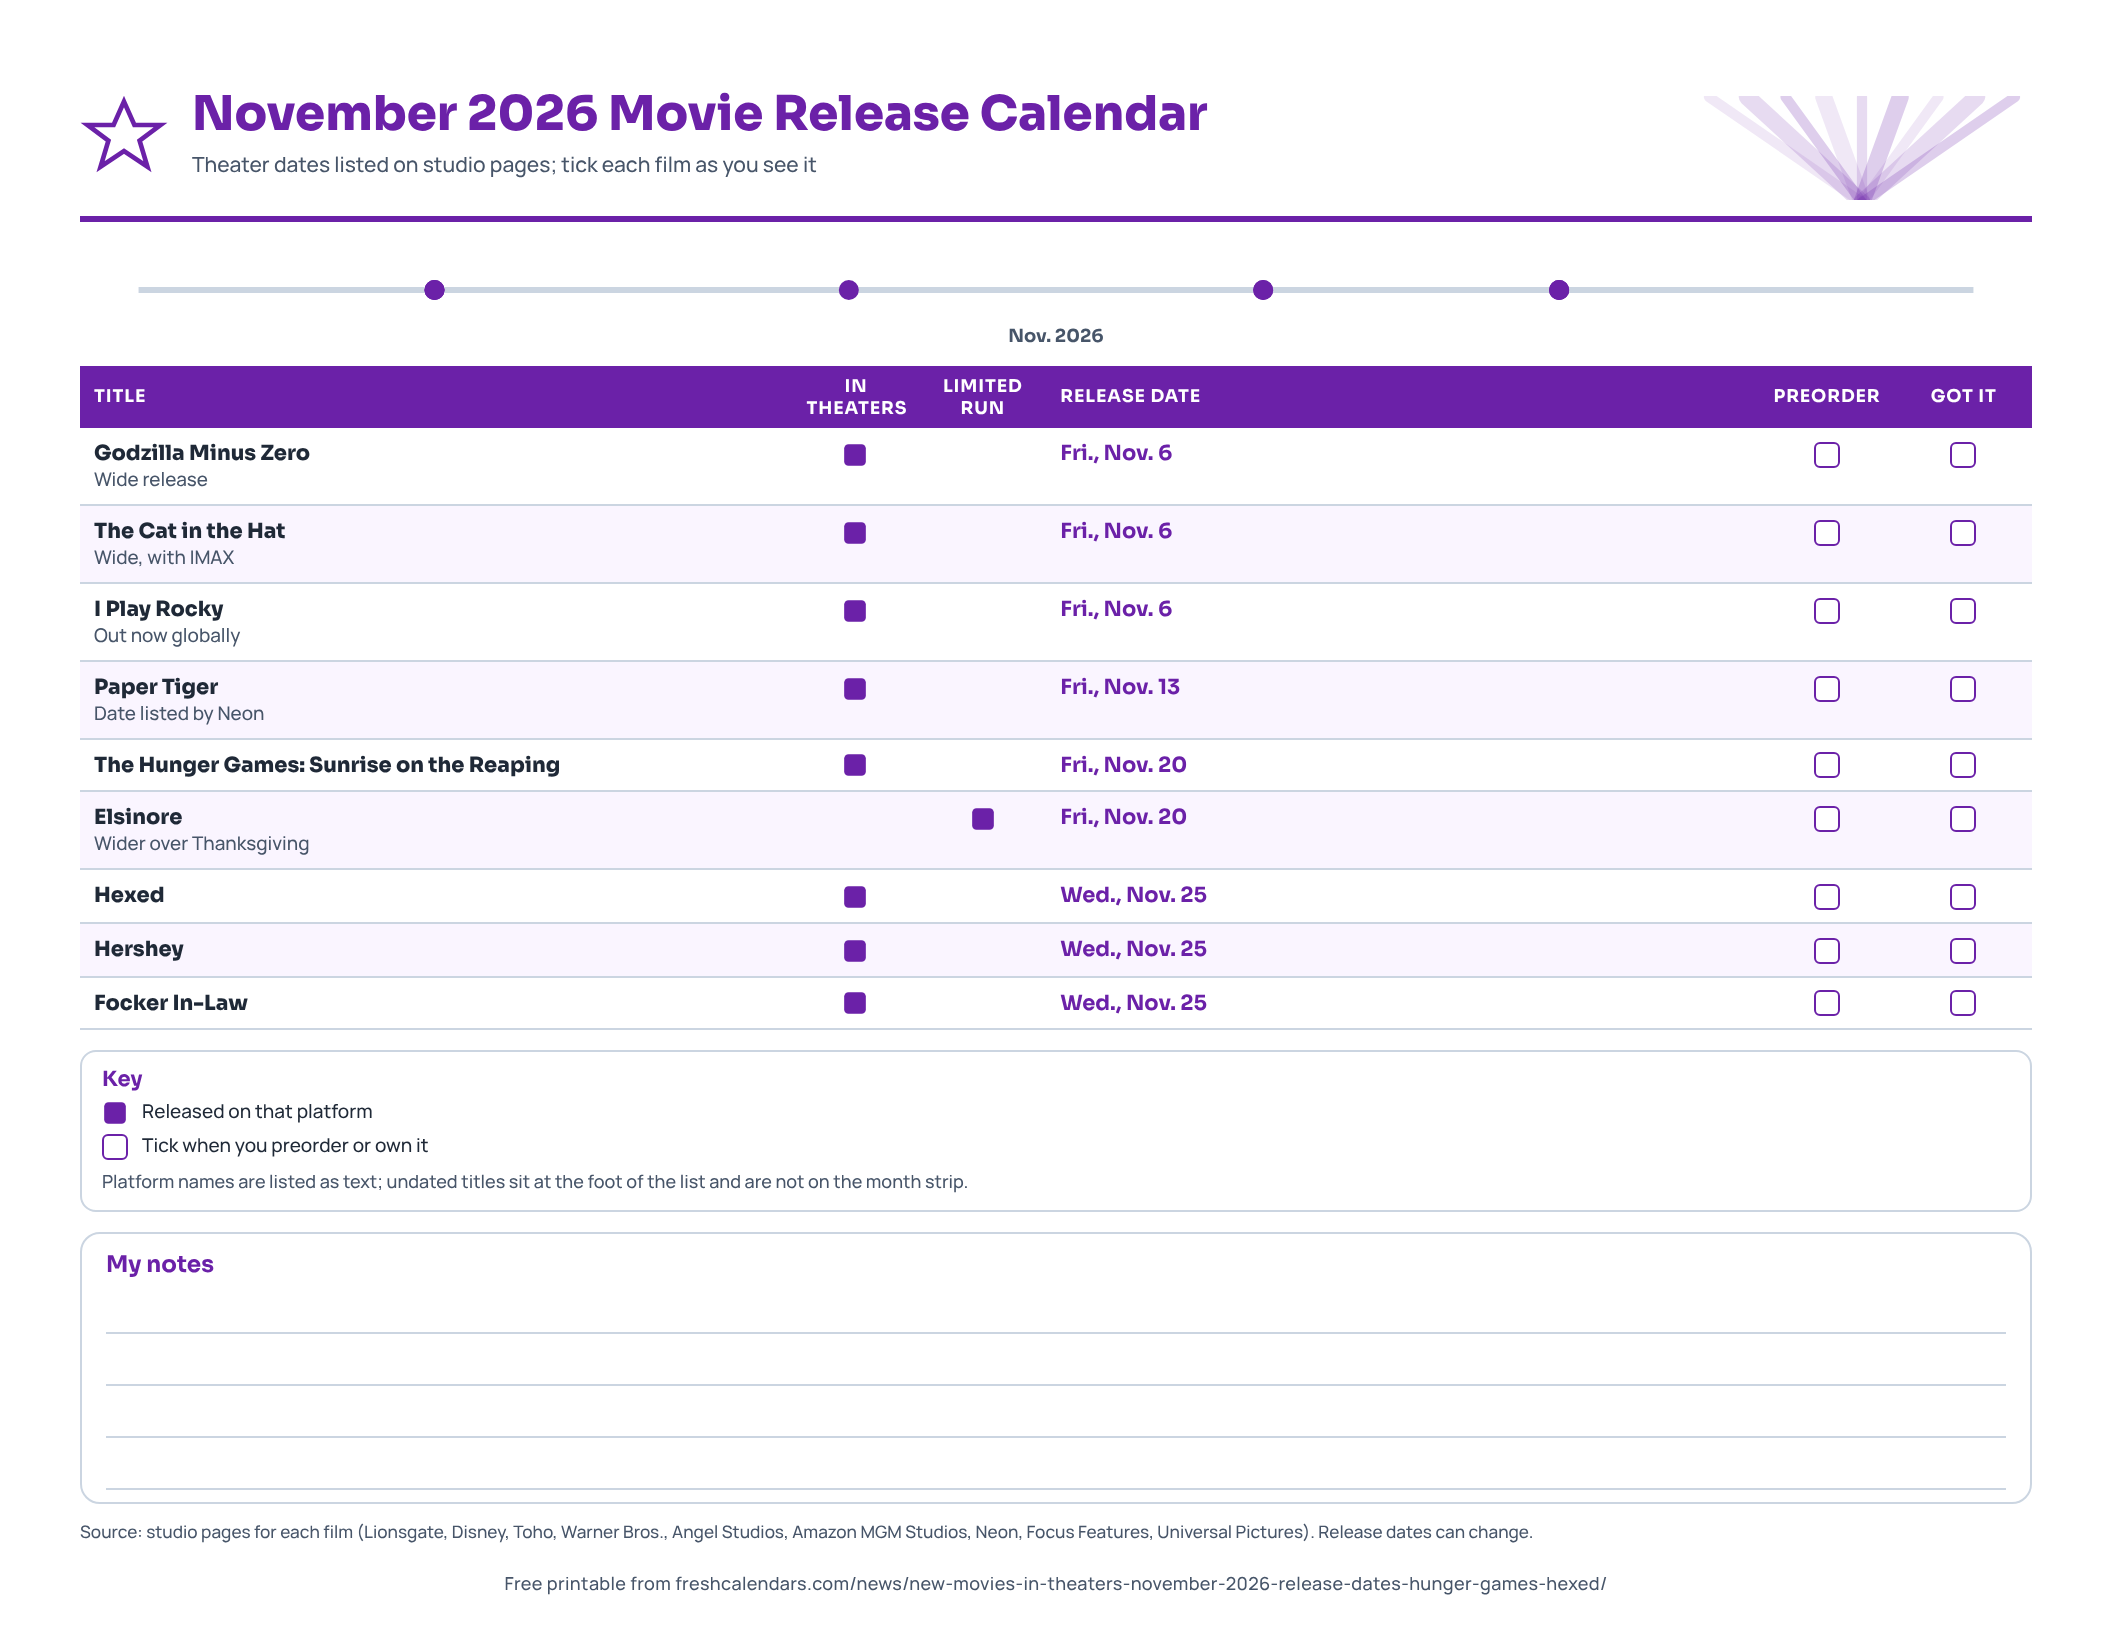 November 2026 Movie Release Calendar
Theater dates listed on studio pages; tick each film as you see it
Nov. 2026
TITLE
IN
THEATERS
LIMITED
RUN
RELEASE DATE
PREORDER
GOT IT
Godzilla Minus Zero
Fri., Nov. 6
Wide release
The Cat in the Hat
Fri., Nov. 6
Wide, with IMAX
I Play Rocky
Fri., Nov. 6
Out now globally
Paper Tiger
Fri., Nov. 13
Date listed by Neon
The Hunger Games: Sunrise on the Reaping
Fri., Nov. 20
Elsinore
Fri., Nov. 20
Wider over Thanksgiving
Hexed
Wed., Nov. 25
Hershey
Wed., Nov. 25
Focker In-Law
Wed., Nov. 25
Key
Released on that platform
Tick when you preorder or own it
Platform names are listed as text; undated titles sit at the foot of the list and are not on the month strip.
My notes
Source: studio pages for each film (Lionsgate, Disney, Toho, Warner Bros., Angel Studios, Amazon MGM Studios, Neon, Focus Features, Universal Pictures). Release dates can change.
Free printable from freshcalendars.com/news/new-movies-in-theaters-november-2026-release-dates-hunger-games-hexed/